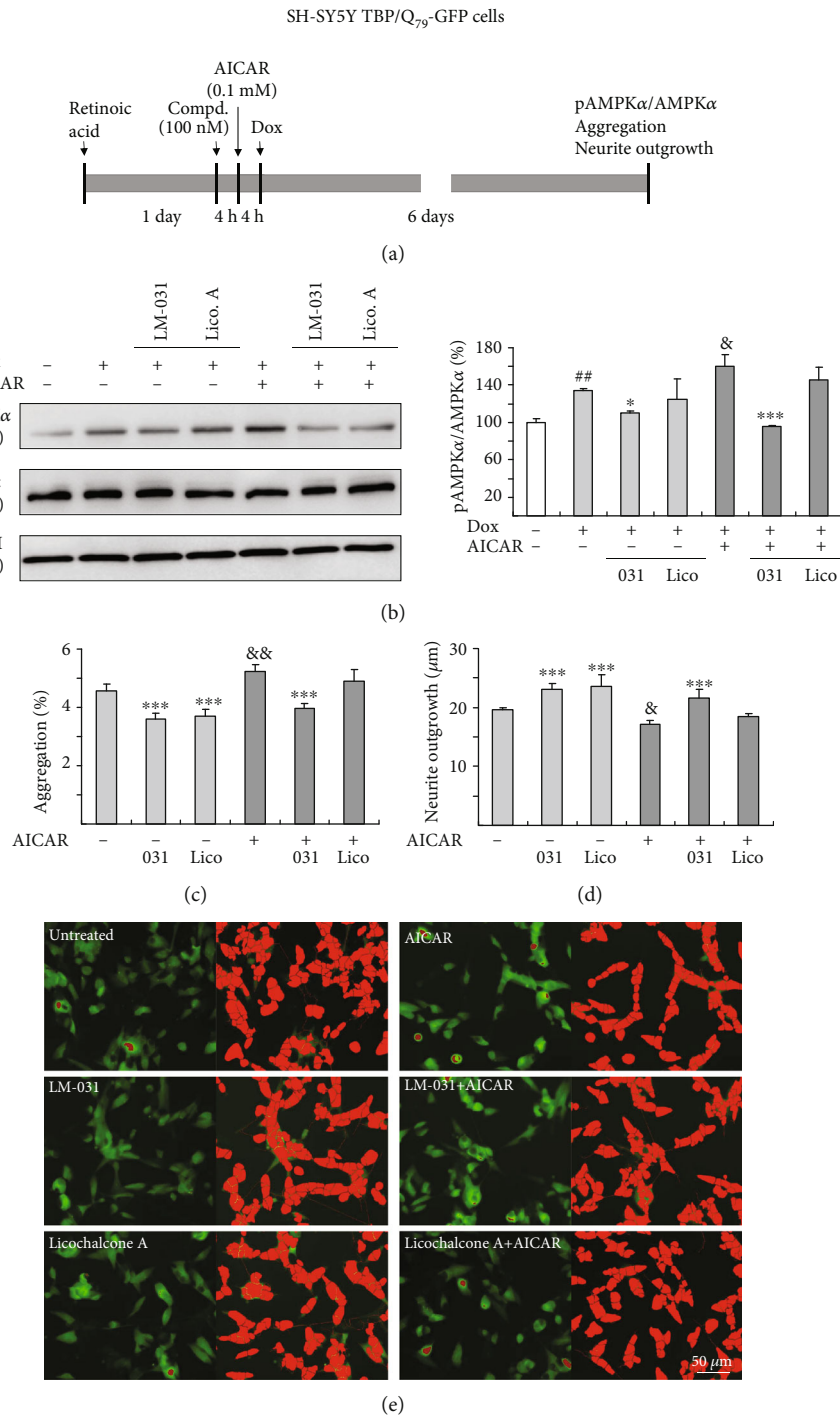 SH-SY5Y TBP/Q79-GFP cells
AICAR
(0.1 mM)
Retinoic
acid
Compd.
(100 nM)
Dox
pAMPKα/AMPKα
Aggregation
Neurite outgrowth
1 day
4 h 4 h
6 days
(a)
LM-031
Lico. A
LM-031
Lico. A
– + + + + + +
AR – – – – + + +
α
)
)
)
pAMPKα/AMPKα (%)
180
140
100
60
20
##
*
&
***
Dox – + + + + + +
AICAR – – – – + + +
031 Lico 031 Lico
(b)
Aggregation (%)
6
4
2
***
***
&&
***
AICAR – – – + + +
031 Lico 031 Lico
(c)
Neurite outgrowth (μm)
30
20
10
***
***
&
***
AICAR – – – + + +
031 Lico 031 Lico
(d)
Untreated
AICAR
LM-031
LM-031+AICAR
Licochalcone A
Licochalcone A+AICAR
50 μm
(e)